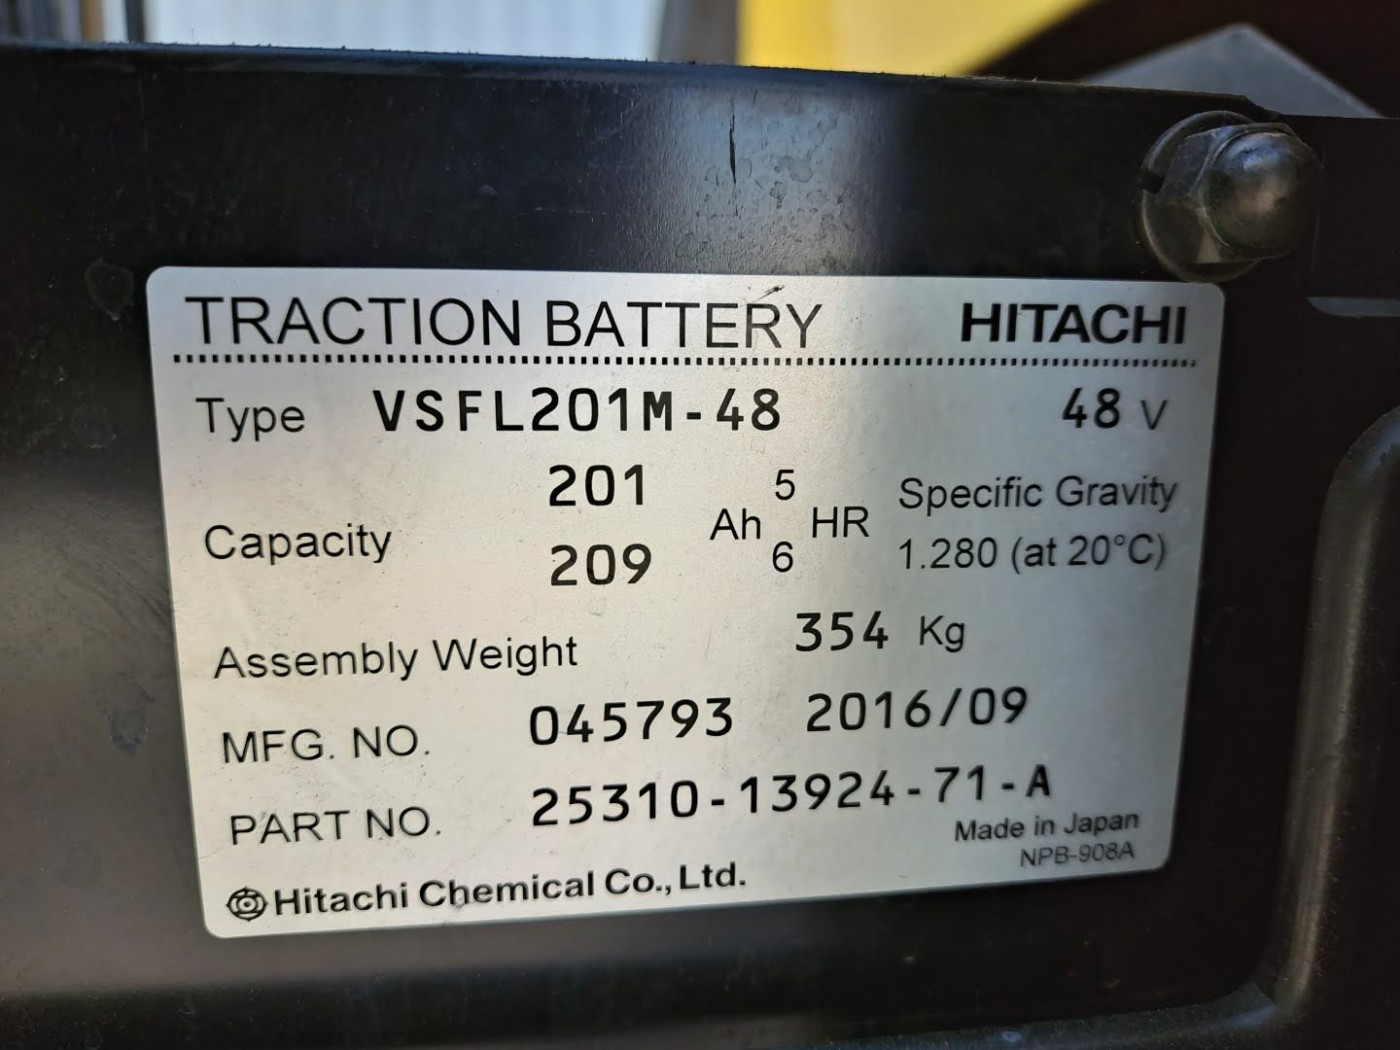 TRACTION BATTERY HITACHI
Type VSFL201M-48 48 V
Capacity 201 209 Ah 5 6 HR Specific Gravity
1.280 (at 20°C)
Assembly Weight 354 Kg
MFG. NO. 045793 2016/09
PART NO. 25310-13924-71-A
Made in Japan
NPB-908A
Hitachi Chemical Co., Ltd.